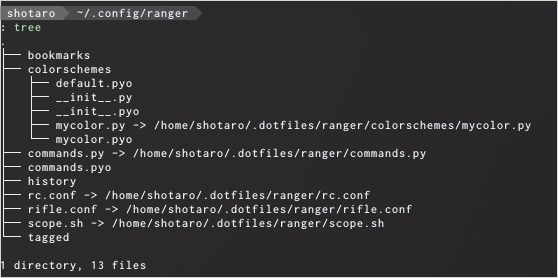 shotaro ~/.config/ranger
: tree
.
├── bookmarks
├── colorschemes
│   ├── default.pyo
│   ├── __init__.py
│   ├── __init__.pyo
│   ├── mycolor.py -> /home/shotaro/.dotfiles/ranger/colorschemes/mycolor.py
│   └── mycolor.pyo
├── commands.py -> /home/shotaro/.dotfiles/ranger/commands.py
├── commands.pyo
├── history
├── rc.conf -> /home/shotaro/.dotfiles/ranger/rc.conf
├── rifle.conf -> /home/shotaro/.dotfiles/ranger/rifle.conf
├── scope.sh -> /home/shotaro/.dotfiles/ranger/scope.sh
└── tagged
1 directory, 13 files